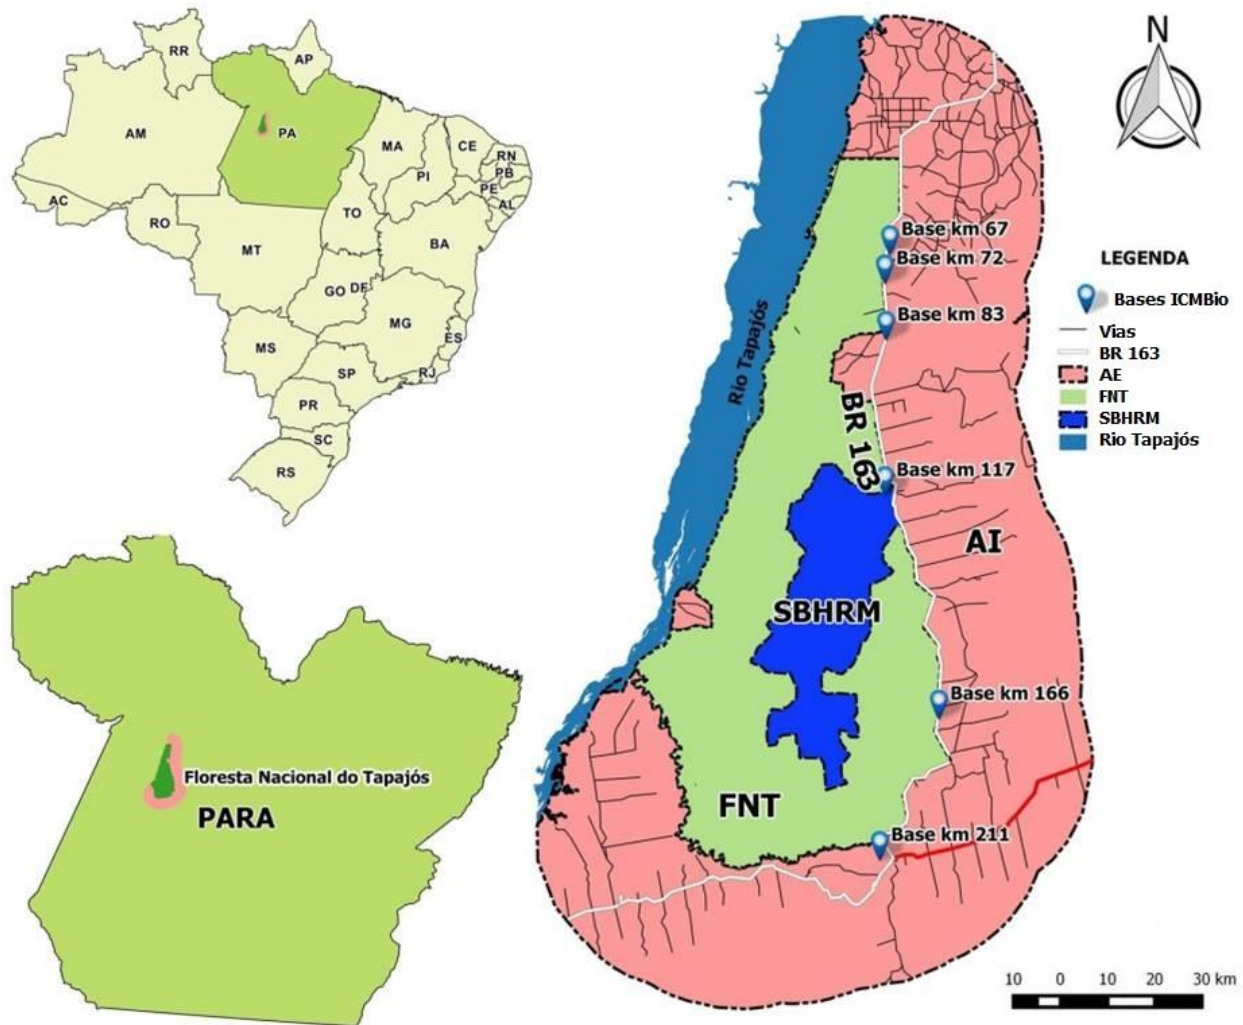 RR
AP
AM
PA
MA
CE
RN
PB
PI
PE
AL
AC
RO
TO
BA
MT
GO
DF
MG
ES
MS
SP
RJ
PR
SC
RS
Floresta Nacional do Tapajós
PARA
N
Rio Tapajós
Base km 67
Base km 72
Base km 83
BR 163
Base km 117
AI
SBHRM
Base km 166
FNT
Base km 211
LEGENDA
Bases ICMBio
Vias
BR 163
AE
FNT
SBHRM
Rio Tapajós
10 0 10 20 30 km